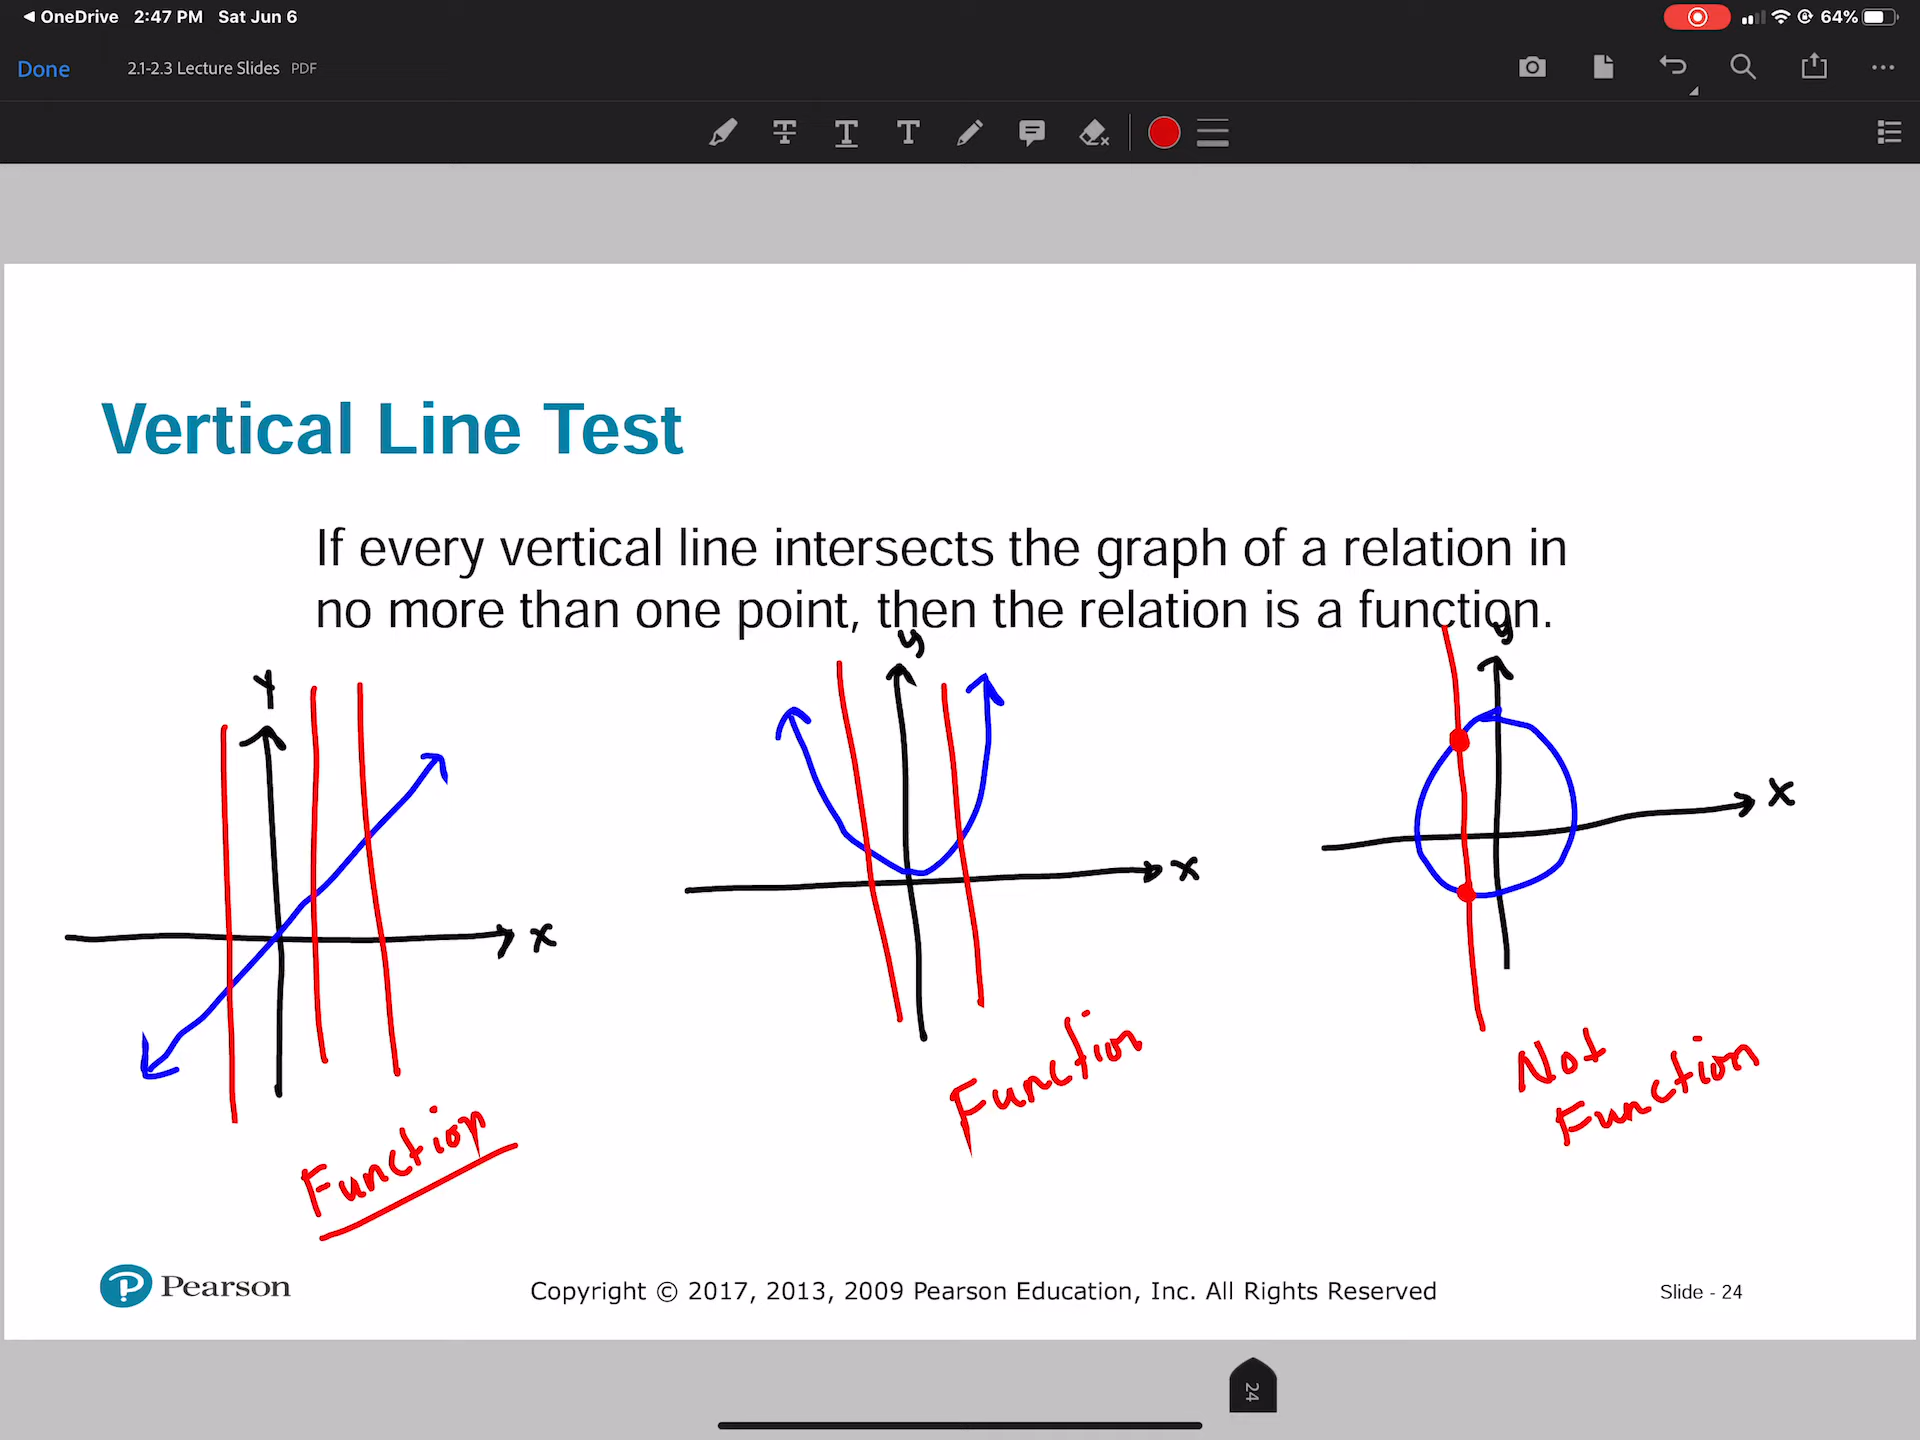 OneDrive 2:47 PM Sat Jun 6 64%
Done 2.1-2.3 Lecture Slides PDF
T T T
Vertical Line Test
If every vertical line intersects the graph of a relation in
no more than one point, then the relation is a function.
Y y y
x x x
Function Function Not
Function
Pearson Copyright © 2017, 2013, 2009 Pearson Education, Inc. All Rights Reserved Slide - 24
24